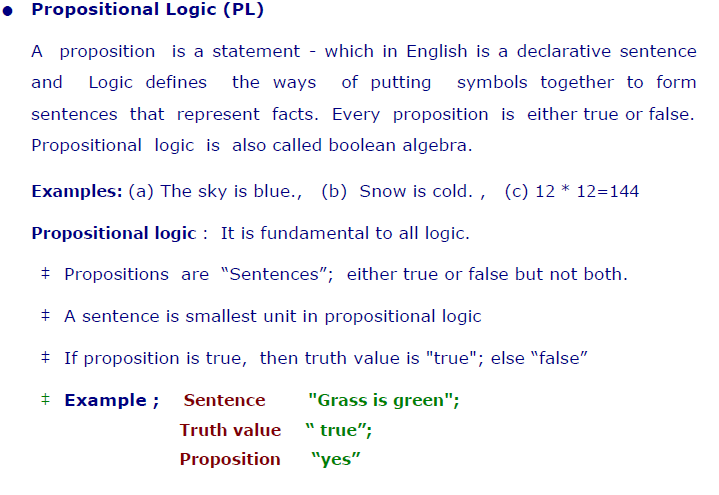 ● Propositional Logic (PL)
A proposition is a statement - which in English is a declarative sentence
and Logic defines the ways of putting symbols together to form
sentences that represent facts. Every proposition is either true or false.
Propositional logic is also called boolean algebra.
Examples: (a) The sky is blue., (b) Snow is cold. , (c) 12 * 12=144
Propositional logic : It is fundamental to all logic.
‡ Propositions are “Sentences”; either true or false but not both.
‡ A sentence is smallest unit in propositional logic
‡ If proposition is true, then truth value is "true"; else “false”
‡ Example ; Sentence "Grass is green";
Truth value “ true”;
Proposition “yes”